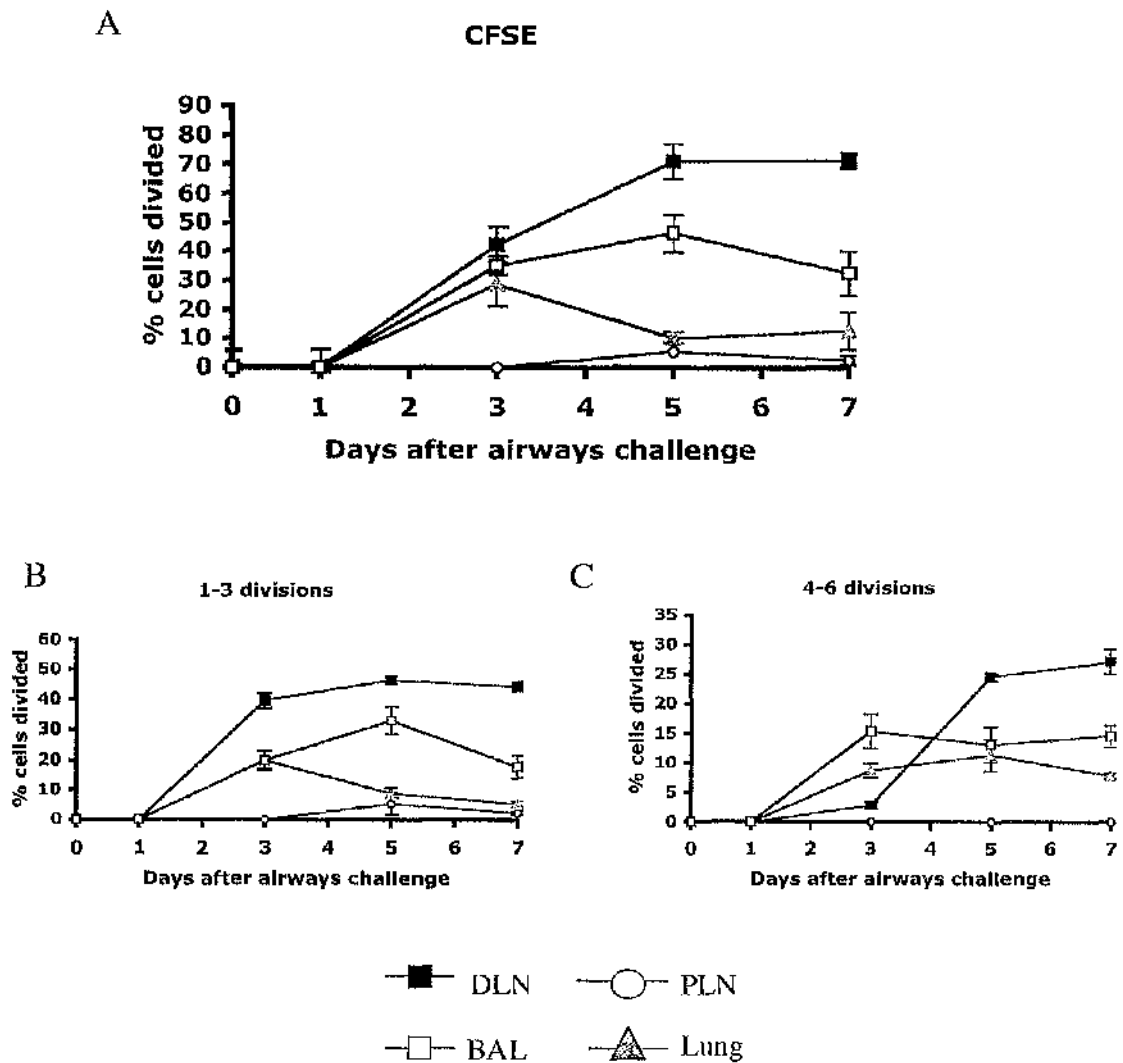 A
CFSE
% cells divided
90
80
70
60
50
40
30
20
10
0
0 1 2 3 4 5 6 7
Days after airways challenge
B
1-3 divisions
% cells divided
60
50
40
30
20
10
0
0 1 2 3 4 5 6 7
Days after airways challenge
C
4-6 divisions
% cells divided
35
30
25
20
15
10
5
0
0 1 2 3 4 5 6 7
Days after airways challenge
DLN PLN
BAL Lung